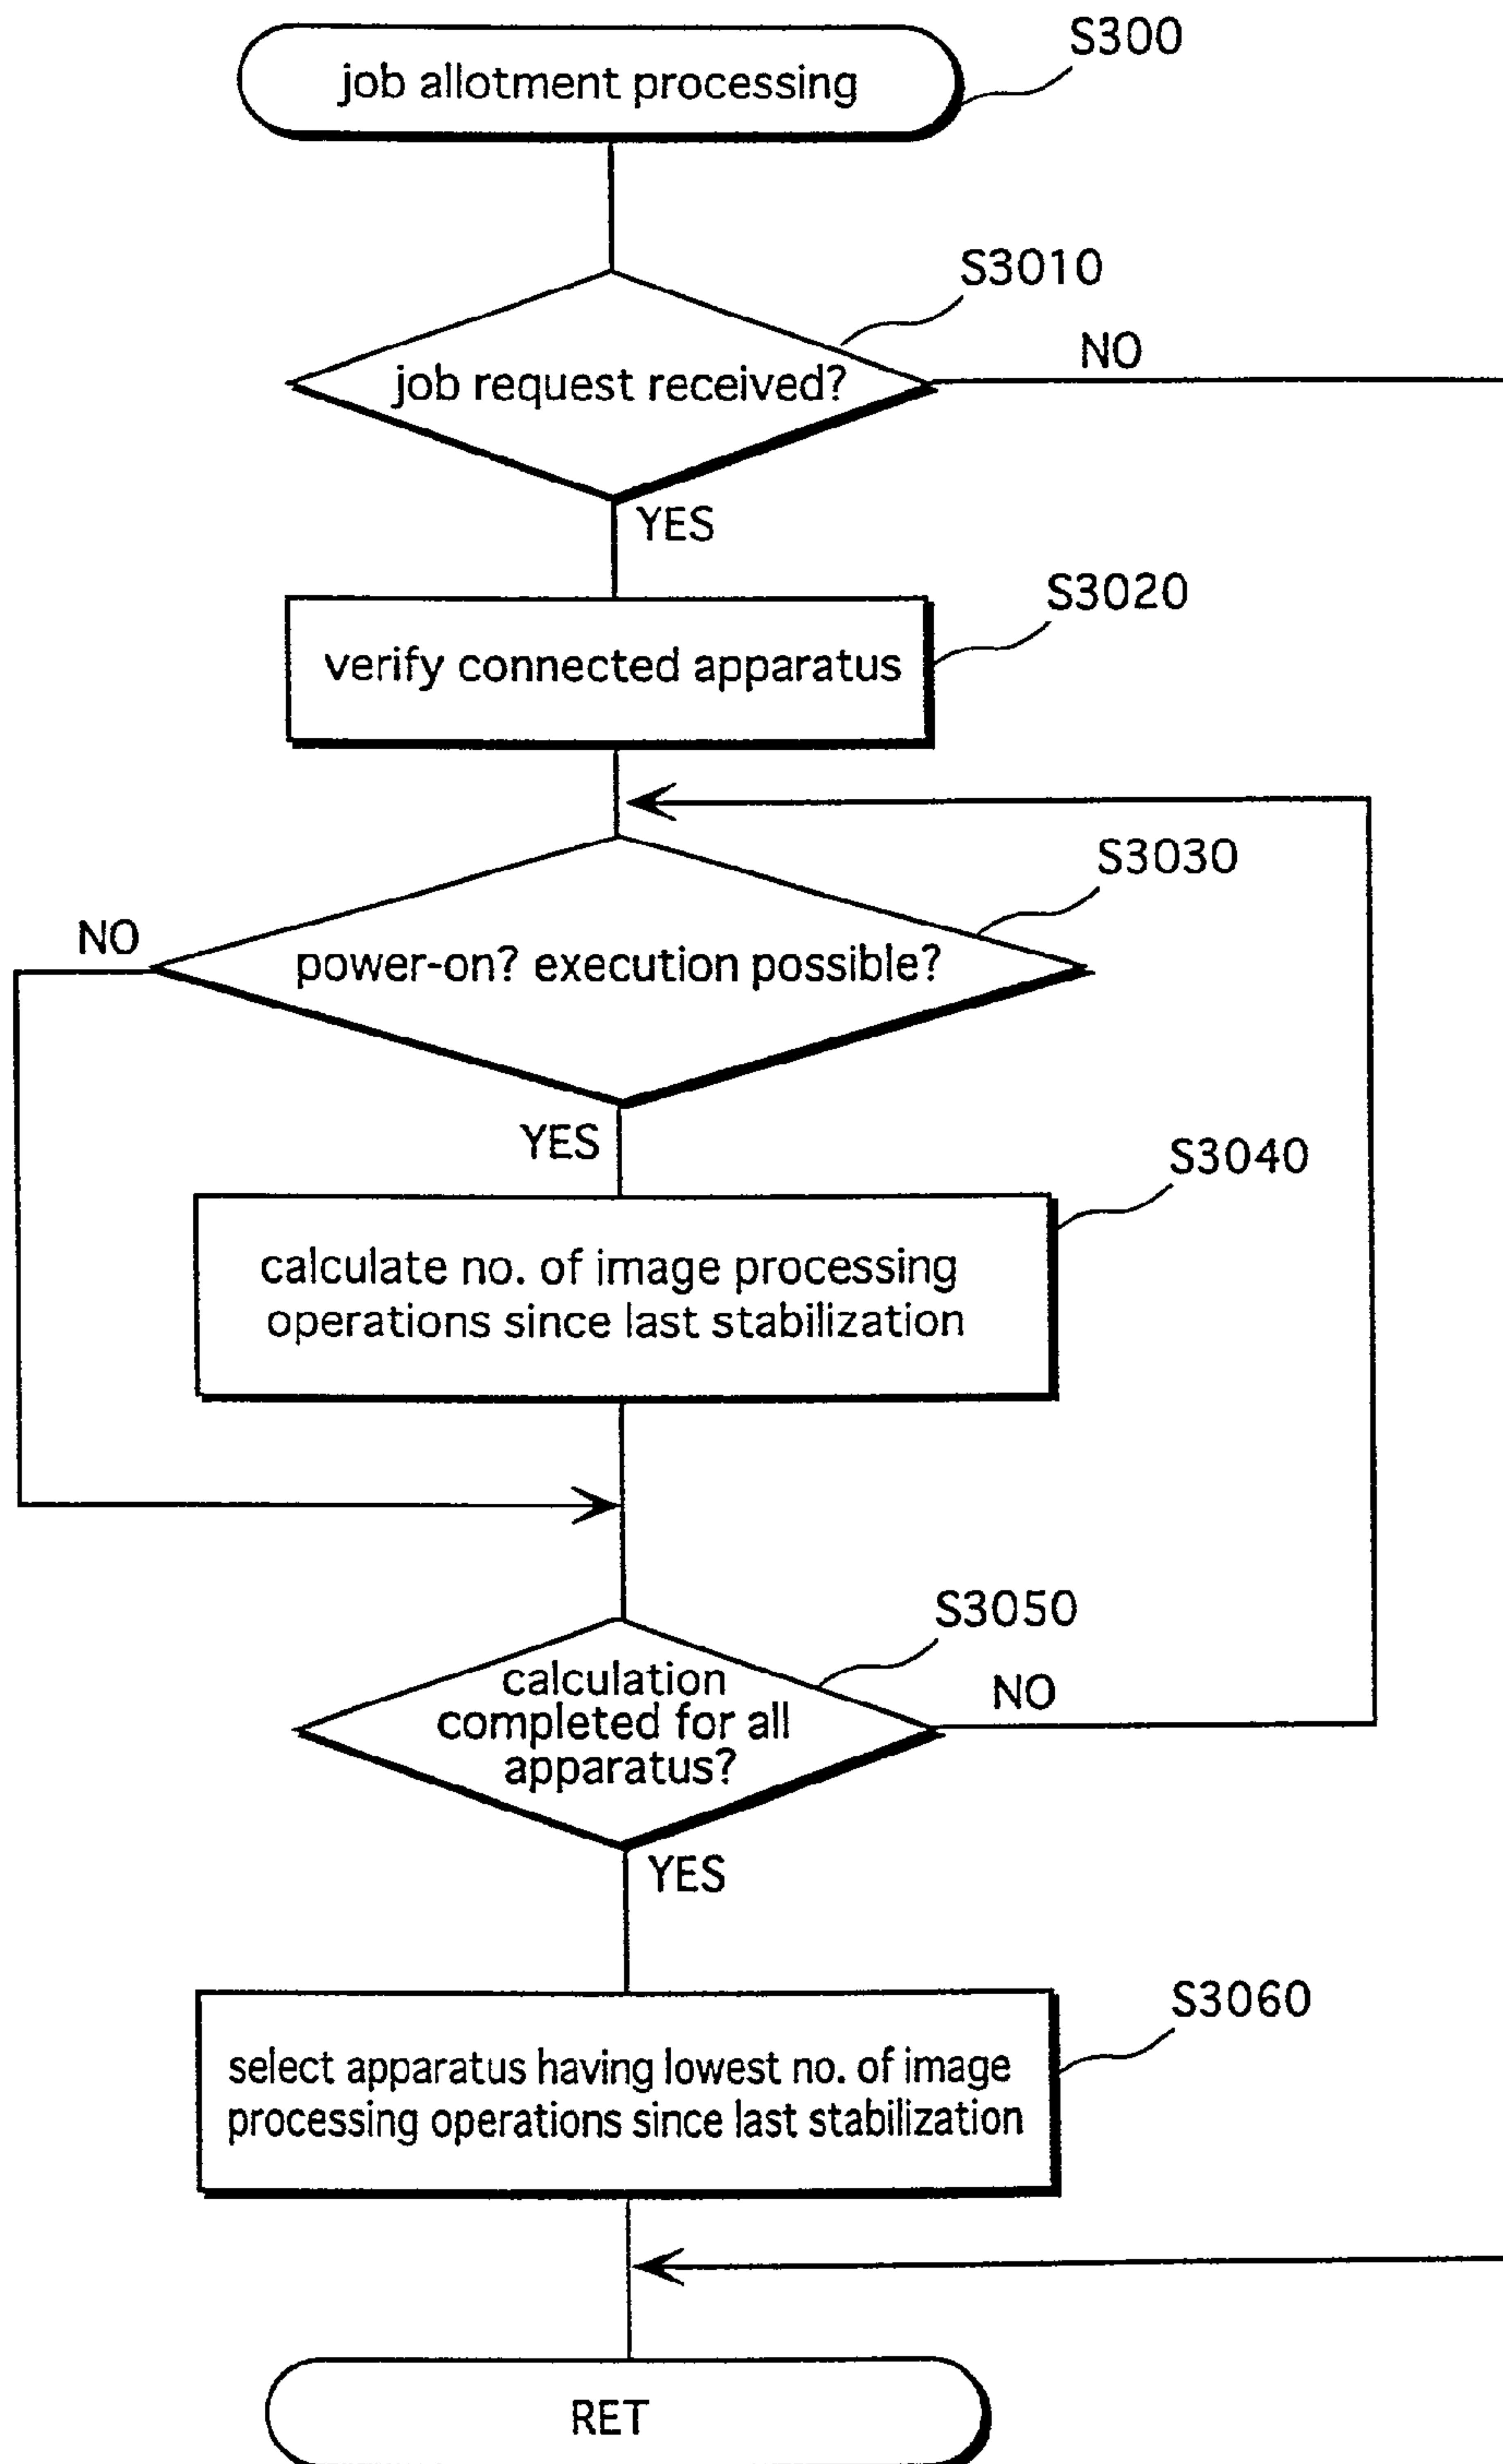 S300
job allotment processing
S3010
NO
job request received?
YES
S3020
verify connected apparatus
S3030
NO
power-on? execution possible?
YES
S3040
calculate no. of image processing
operations since last stabilization
S3050
calculation
completed for all
apparatus?
NO
YES
S3060
select apparatus having lowest no. of image
processing operations since last stabilization
RET